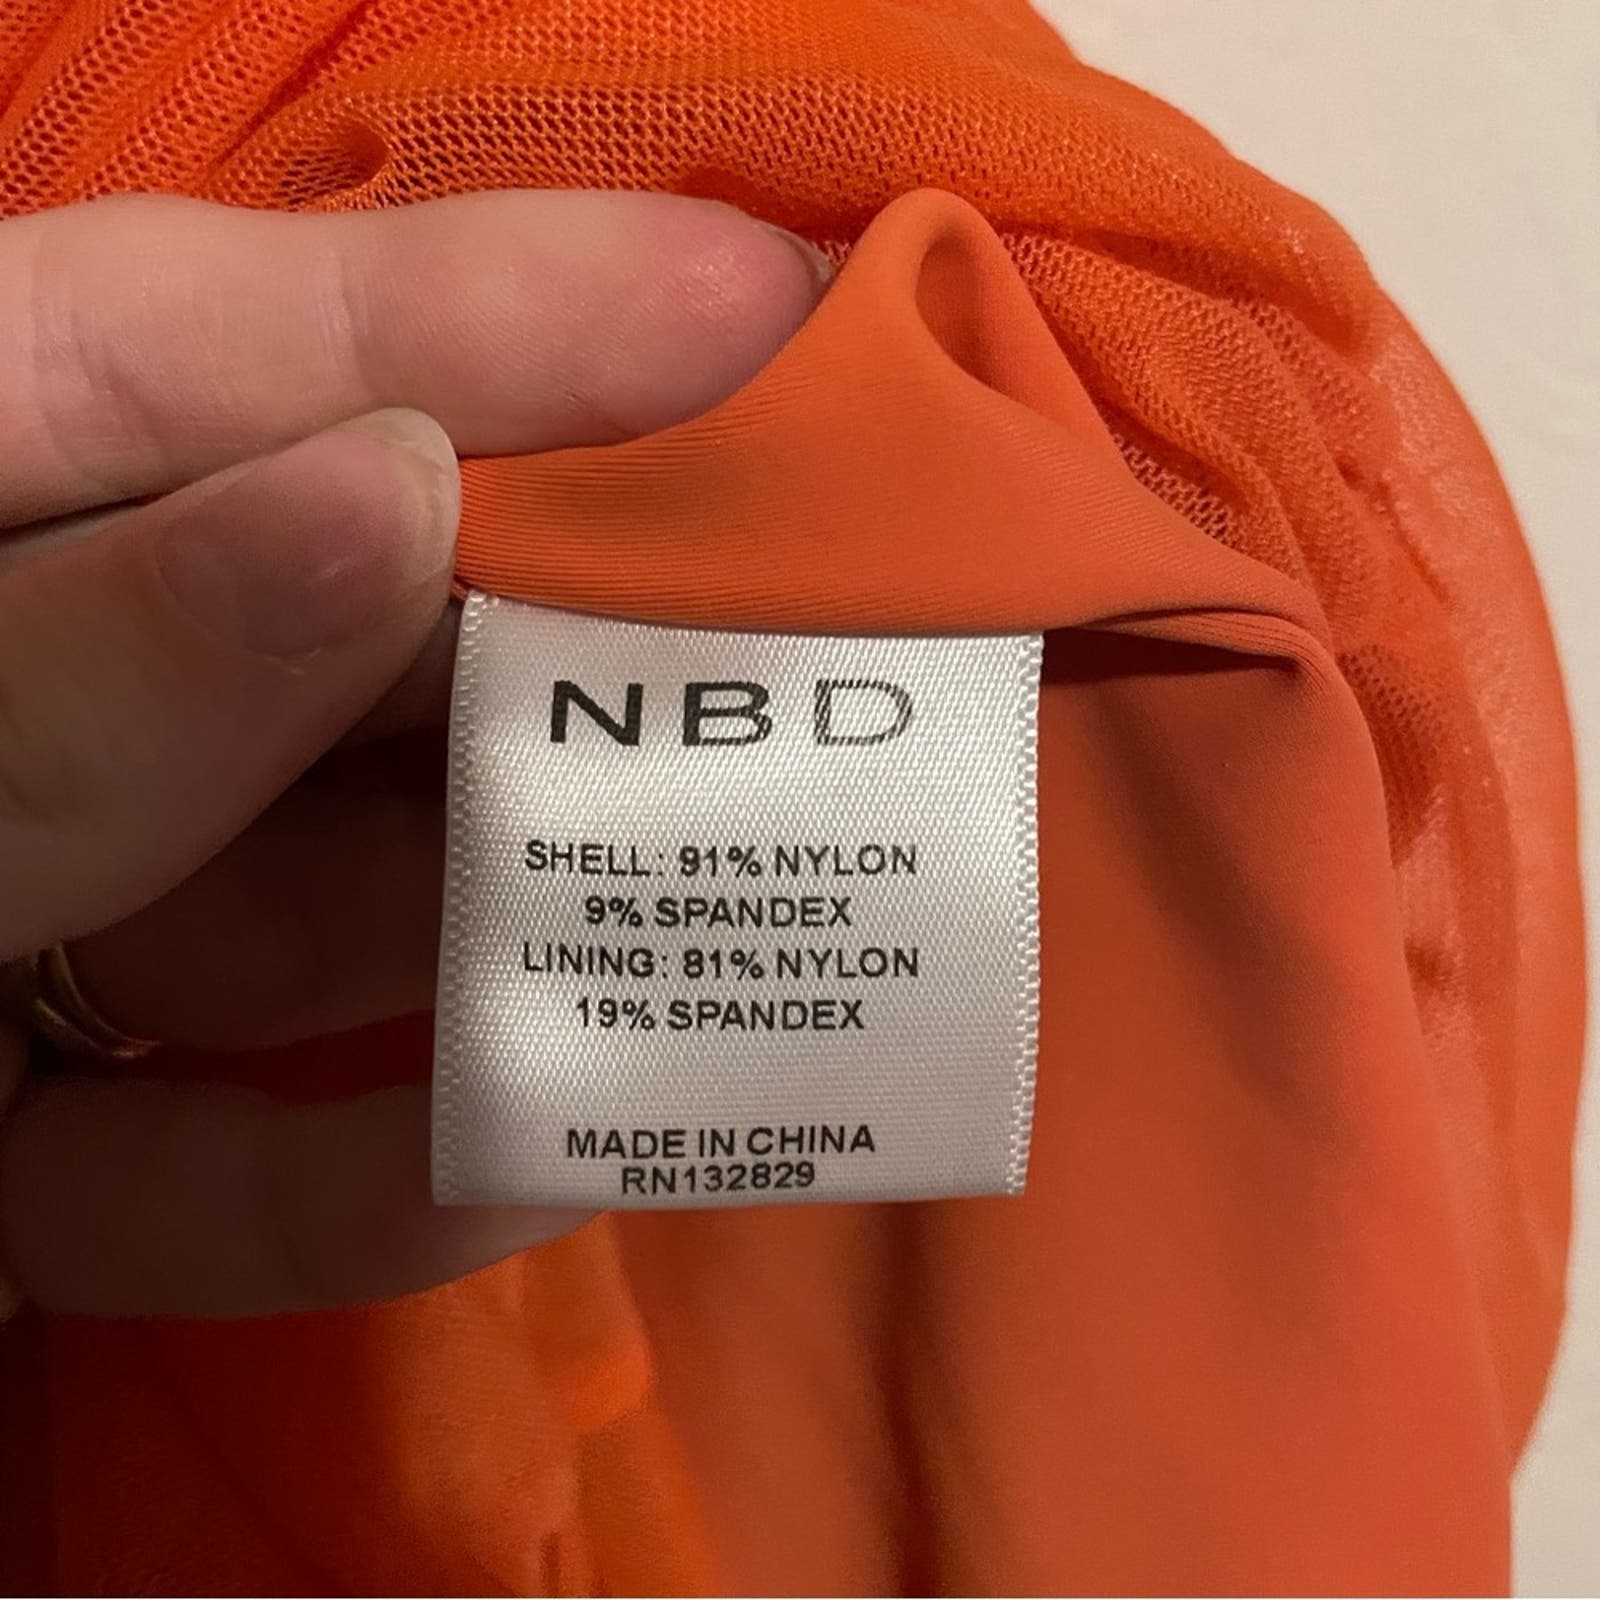 NBD
SHELL: 91% NYLON
9% SPANDEX
LINING: 81% NYLON
19% SPANDEX
MADE IN CHINA
RN132829